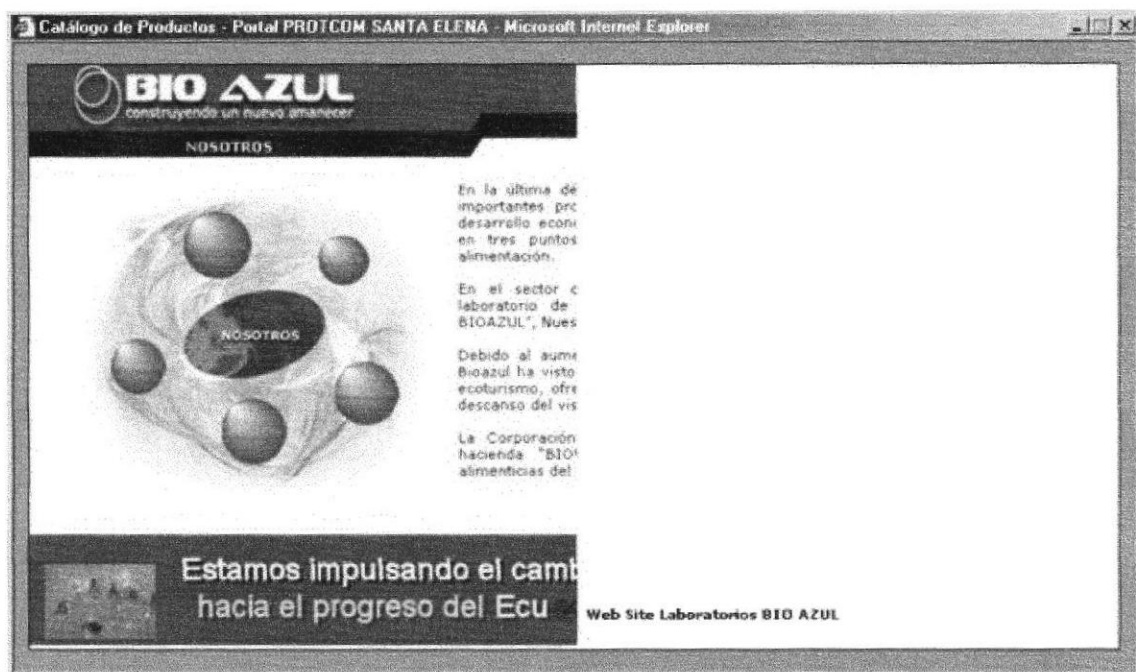 Catálogo de Productos - Portal PROTCOM SANTA ELENA - Microsoft Internet Explorer
BIO AZUL
construyendo un nuevo amanecer
NOSOTROS
En la última dé
importantes pro
desarrollo econ
en tres puntos
alimentación.
En el sector c
laboratorio de
BIOAZUL", Nues
Debido al aume
Bioazul ha visto
ecoturismo, ofre
descanso del vis
La Corporación
hacienda "BIO
alimenticias del
NOSOTROS
Estamos impulsando el camb
hacia el progreso del Ecu
Web Site Laboratorios BIO AZUL